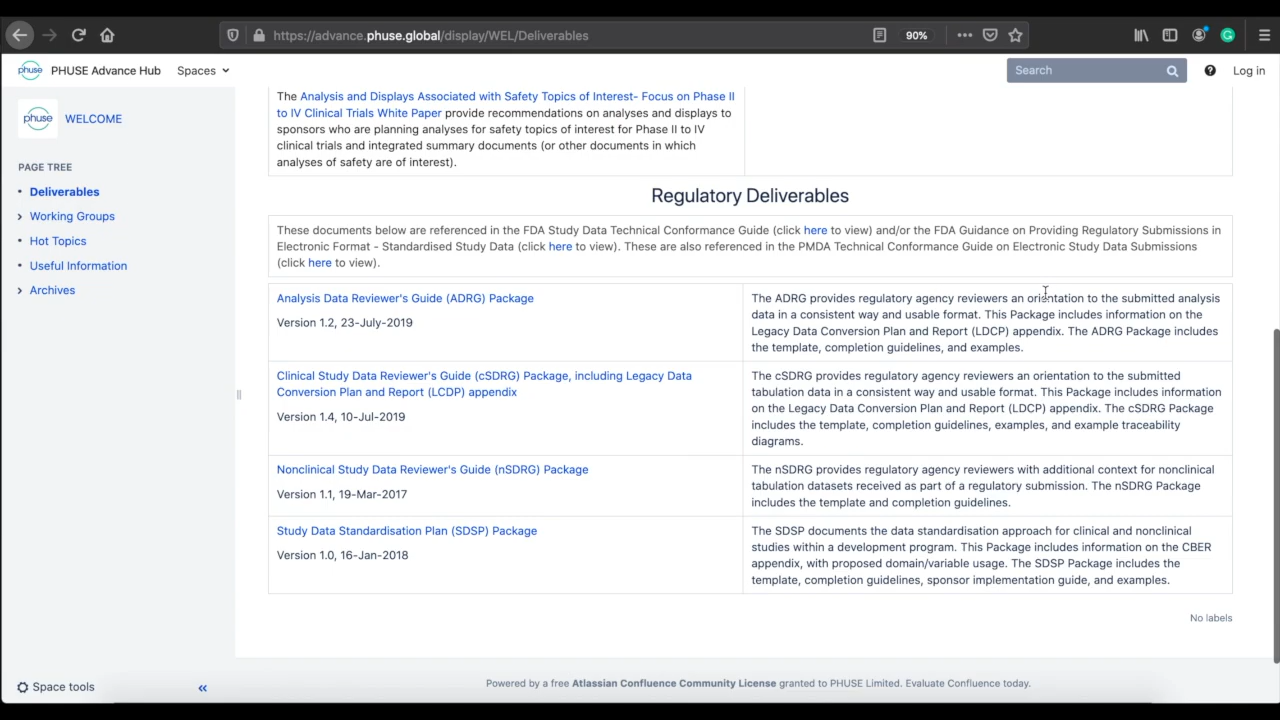 https://advance.phuse.global/display/WEL/Deliverables
90%
phuse
PHUSE Advance Hub
Spaces
Search
Log in
phuse
WELCOME
PAGE TREE
Deliverables
Working Groups
Hot Topics
Useful Information
Archives
The Analysis and Displays Associated with Safety Topics of Interest- Focus on Phase II
to IV Clinical Trials White Paper provide recommendations on analyses and displays to
sponsors who are planning analyses for safety topics of interest for Phase II to IV
clinical trials and integrated summary documents (or other documents in which
analyses of safety are of interest).
Regulatory Deliverables
These documents below are referenced in the FDA Study Data Technical Conformance Guide (click here to view) and/or the FDA Guidance on Providing Regulatory Submissions in
Electronic Format - Standardised Study Data (click here to view). These are also referenced in the PMDA Technical Conformance Guide on Electronic Study Data Submissions
(click here to view).
Analysis Data Reviewer's Guide (ADRG) Package
Version 1.2, 23-July-2019
The ADRG provides regulatory agency reviewers an orientation to the submitted analysis
data in a consistent way and usable format. This Package includes information on the
Legacy Data Conversion Plan and Report (LDCP) appendix. The ADRG Package includes
the template, completion guidelines, and examples.
Clinical Study Data Reviewer's Guide (cSDRG) Package, including Legacy Data
Conversion Plan and Report (LCDP) appendix
Version 1.4, 10-Jul-2019
The cSDRG provides regulatory agency reviewers an orientation to the submitted
tabulation data in a consistent way and usable format. This Package includes information
on the Legacy Data Conversion Plan and Report (LDCP) appendix. The cSDRG Package
includes the template, completion guidelines, examples, and example traceability
diagrams.
Nonclinical Study Data Reviewer's Guide (nSDRG) Package
Version 1.1, 19-Mar-2017
The nSDRG provides regulatory agency reviewers with additional context for nonclinical
tabulation datasets received as part of a regulatory submission. The nSDRG Package
includes the template and completion guidelines.
Study Data Standardisation Plan (SDSP) Package
Version 1.0, 16-Jan-2018
The SDSP documents the data standardisation approach for clinical and nonclinical
studies within a development program. This Package includes information on the CBER
appendix, with proposed domain/variable usage. The SDSP Package includes the
template, completion guidelines, sponsor implementation guide, and examples.
No labels
Space tools
Powered by a free Atlassian Confluence Community License granted to PHUSE Limited. Evaluate Confluence today.